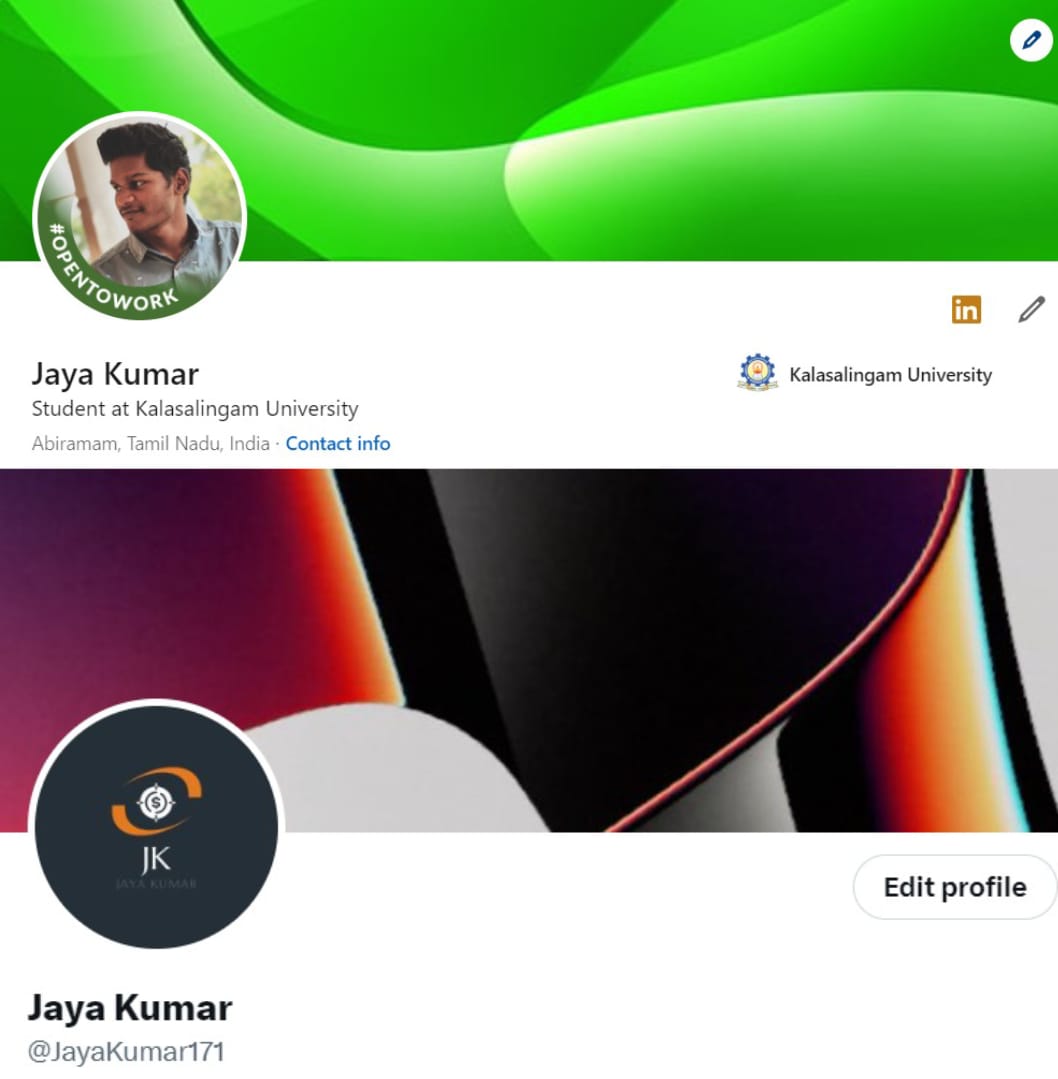 #OPENTOWORK
in
Jaya Kumar
Kalasalingam University
Student at Kalasalingam University
Abiramam, Tamil Nadu, India · Contact info
$
JK
JAYA KUMAR
Edit profile
Jaya Kumar
@JayaKumar171